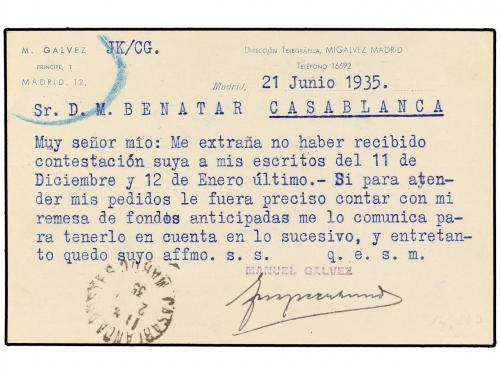 M. GALVEZ
PRINCIPE, 1
MADRID, 12.
JK/CG.
DIRECCIÓN TELEGRÁFICA, MIGALVEZ MADRID
TELÉFONO 16692
Madrid, 21 Junio 1935.
Sr. D. M. BENATAR CASABLANCA
Muy señor mio: Me extraña no haber recibido
contestación suya a mis escritos del 11 de
Diciembre y 12 de Enero último.- Si para aten-
der mis pedidos le fuera preciso contar con mi
remesa de fondos anticipadas me lo comunica pa-
ra tenerlo en cuenta en lo sucesivo, y entretan-
to quedo suyo affmo. s. s. q. e. s. m.
MANUEL GALVEZ
CASABLANCA